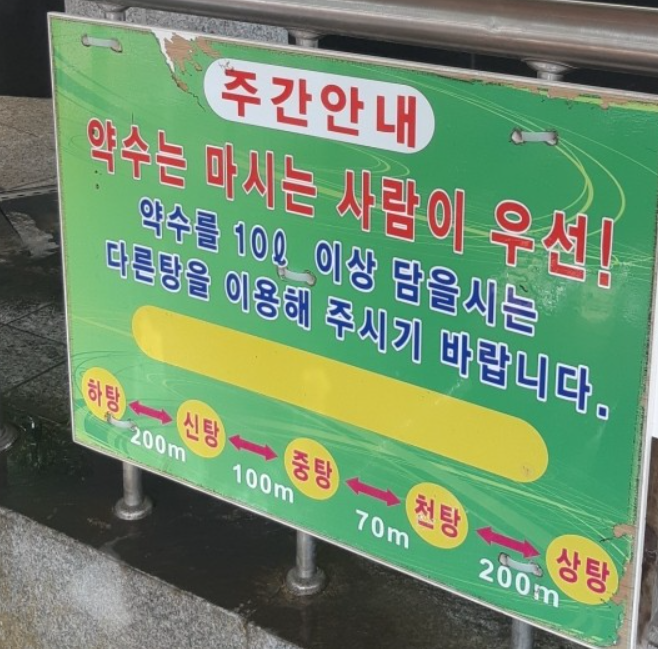 주간안내
약수는 마시는 사람이 우선!
약수를 10ℓ 이상 담을시는
다른탕을 이용해 주시기 바랍니다.
하탕 신탕 중탕 천탕 상탕
200m 100m 70m 200m